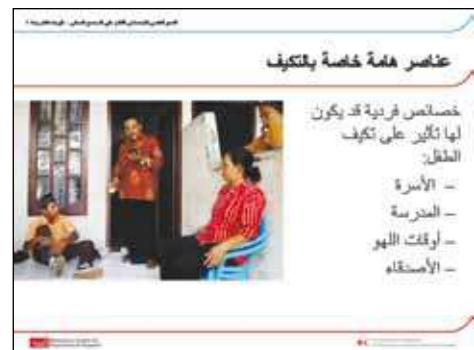 عناصر هامة خاصة بالتكيف
خصائص فردية قد يكون
لها تأثير على تكيف
الطفل:
– الأسرة
– المدرسة
– أوقات اللهو
– الأصدقاء